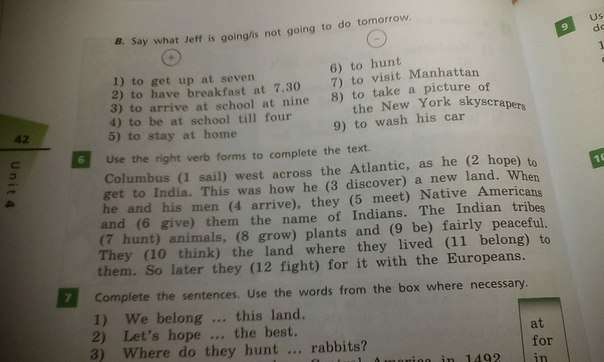 B. Say what Jeff is going/is not going to do tomorrow.
+
−
1) to get up at seven
2) to have breakfast at 7.30
3) to arrive at school at nine
4) to be at school till four
5) to stay at home
6) to hunt
7) to visit Manhattan
8) to take a picture of
the New York skyscrapers
9) to wash his car
42
Unit 4
6 Use the right verb forms to complete the text.
Columbus (1 sail) west across the Atlantic, as he (2 hope) to
get to India. This was how he (3 discover) a new land. When
he and his men (4 arrive), they (5 meet) Native Americans
and (6 give) them the name of Indians. The Indian tribes
(7 hunt) animals, (8 grow) plants and (9 be) fairly peaceful.
They (10 think) the land where they lived (11 belong) to
them. So later they (12 fight) for it with the Europeans.
7 Complete the sentences. Use the words from the box where necessary.
1) We belong ... this land.
2) Let's hope ... the best.
3) Where do they hunt ... rabbits?
Central America in 1492
at
for
in
9
10